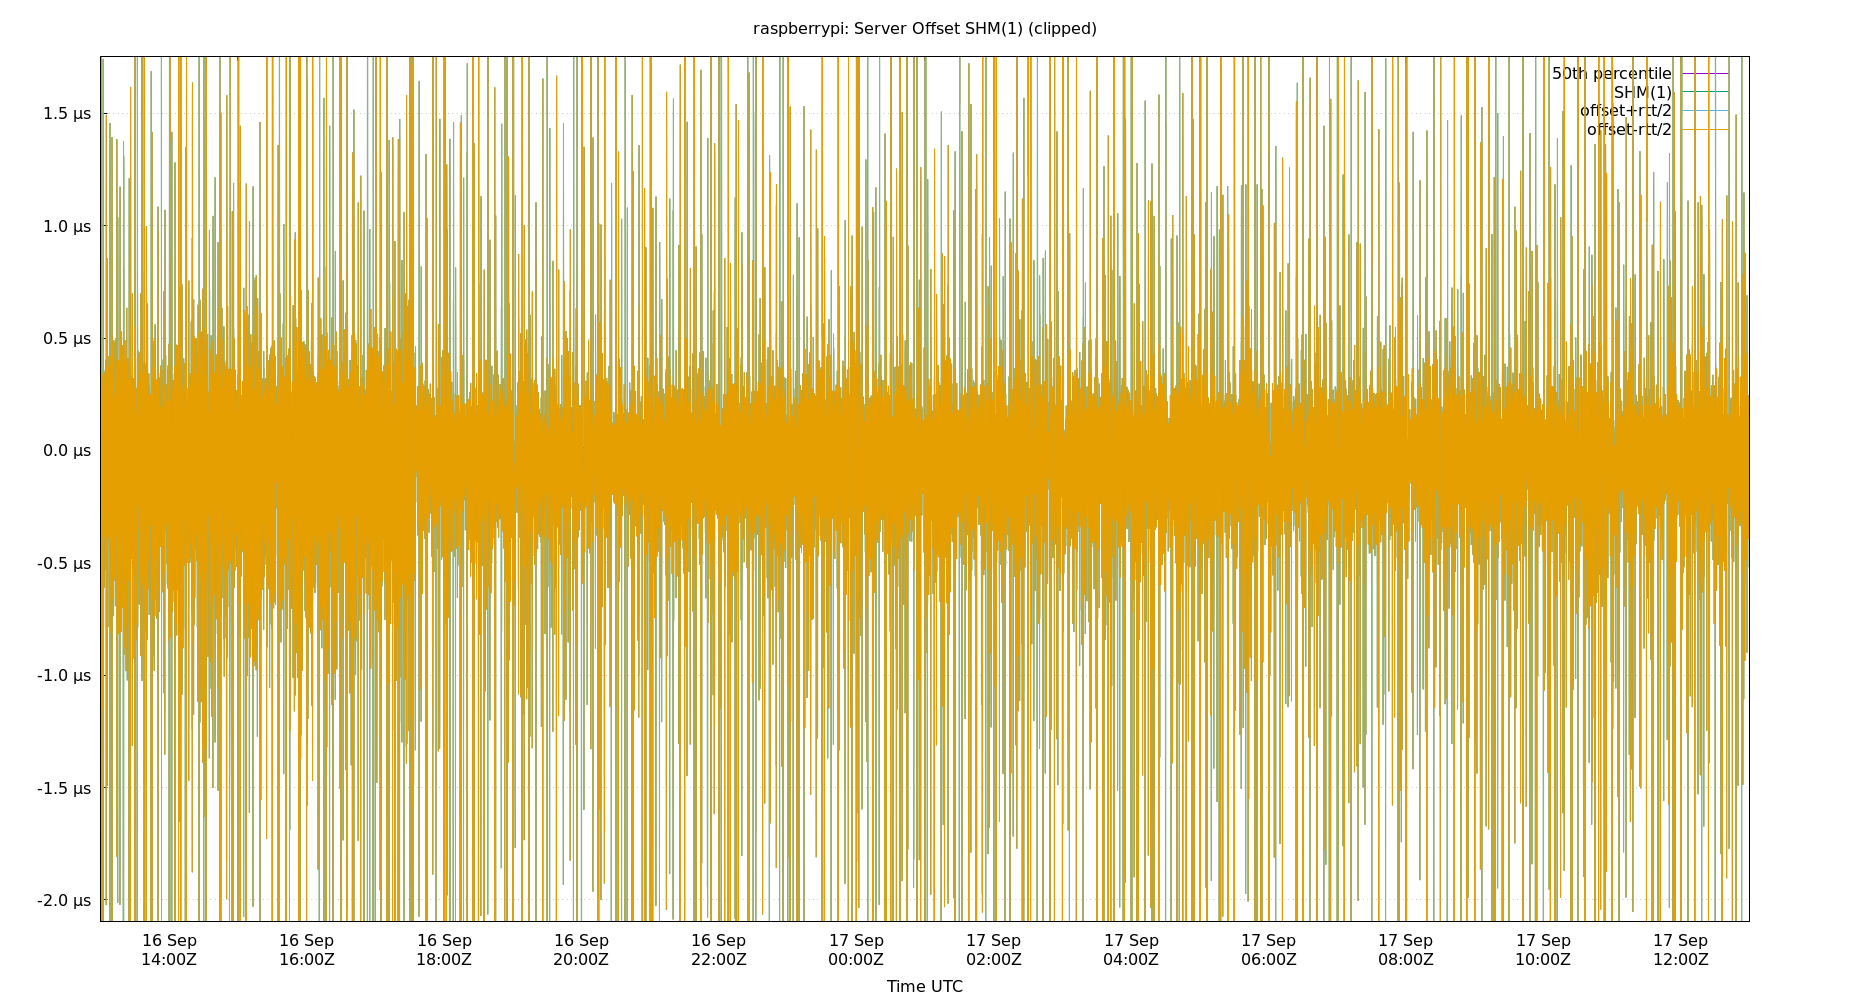 raspberrypi: Server Offset SHM(1) (clipped)
50th percentile
SHM(1)
offset+rtt/2
offset-rtt/2
1.5 µs
1.0 µs
0.5 µs
0.0 µs
-0.5 µs
-1.0 µs
-1.5 µs
-2.0 µs
16 Sep 16 Sep 16 Sep 16 Sep 16 Sep 17 Sep 17 Sep 17 Sep 17 Sep 17 Sep 17 Sep 17 Sep
14:00Z 16:00Z 18:00Z 20:00Z 22:00Z 00:00Z 02:00Z 04:00Z 06:00Z 08:00Z 10:00Z 12:00Z
Time UTC